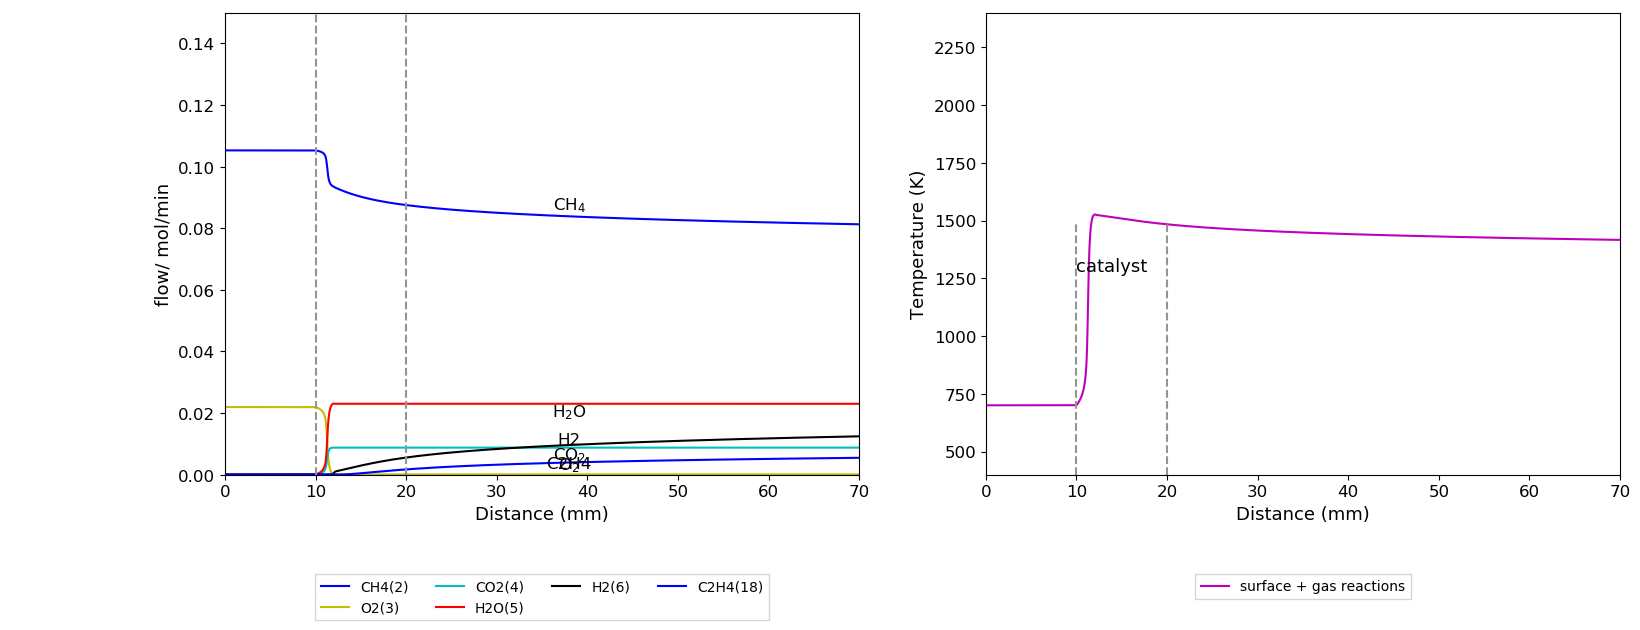 0.14
0.12
0.10
0.08
0.06
0.04
0.02
0.00
flow/ mol/min
CH4
H2O
H2
CO2
C2H4
O2
0 10 20 30 40 50 60 70
Distance (mm)
CH4(2) CO2(4) H2(6) C2H4(18)
O2(3) H2O(5)
2250
2000
1750
1500
1250
1000
750
500
Temperature (K)
catalyst
0 10 20 30 40 50 60 70
Distance (mm)
surface + gas reactions